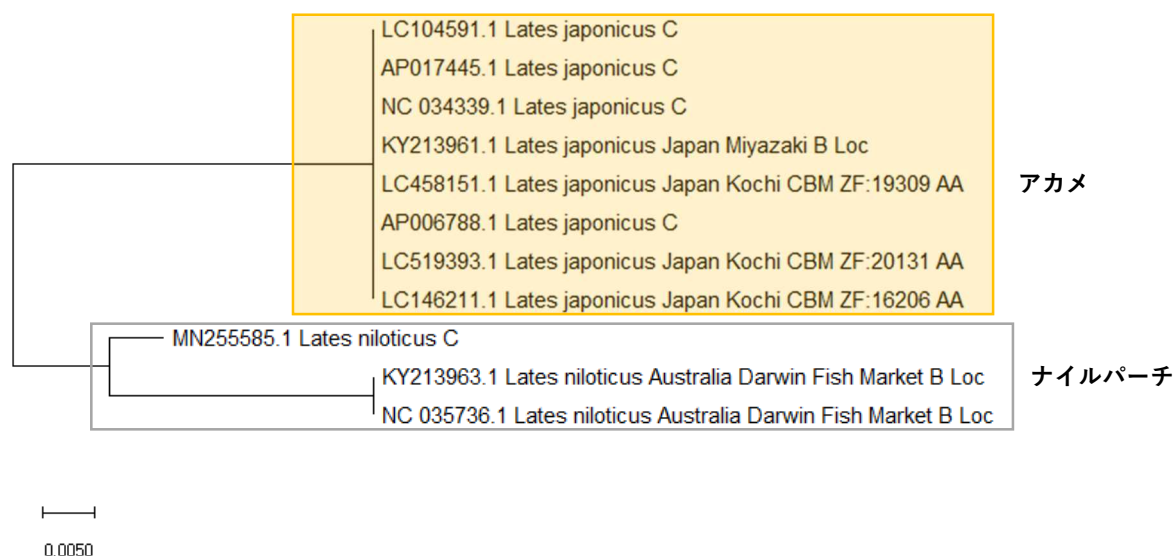 LC104591.1 Lates japonicus C
AP017445.1 Lates japonicus C
NC 034339.1 Lates japonicus C
KY213961.1 Lates japonicus Japan Miyazaki B Loc
LC458151.1 Lates japonicus Japan Kochi CBM ZF:19309 AA
アカメ
AP006788.1 Lates japonicus C
LC519393.1 Lates japonicus Japan Kochi CBM ZF:20131 AA
LC146211.1 Lates japonicus Japan Kochi CBM ZF:16206 AA
MN255585.1 Lates niloticus C
KY213963.1 Lates niloticus Australia Darwin Fish Market B Loc
ナイルパーチ
NC 035736.1 Lates niloticus Australia Darwin Fish Market B Loc
0.0050